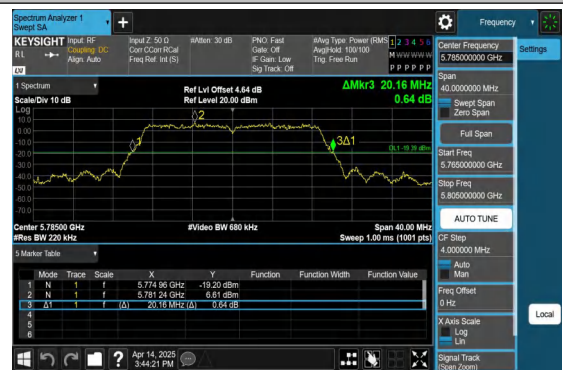 Spectrum Analyzer 1
Swept SA
+
Frequency
KEYSIGHT Input: RF Input Z: 50 Ω #Atten: 30 dB PNO: Fast #Avg Type: Power (RMS 1 2 3 4 5 6
RL Coupling: DC Corr CCorr RCal Gate: Off Avg|Hold: 100/100 M W W W W W
Align: Auto Freq Ref: Int (S) IF Gain: Low Trig: Free Run P P P P P P
Sig Track: Off
LXI
1 Spectrum Ref Lvl Offset 4.64 dB ΔMkr3 20.16 MHz
Scale/Div 10 dB Ref Level 20.00 dBm 0.64 dB
Log
10.0
0.00
-10.0
-20.0
-30.0
-40.0
-50.0
-60.0
-70.0
1
2
3Δ1
DL1 -19.39 dBm
Center 5.78500 GHz #Video BW 680 kHz Span 40.00 MHz
#Res BW 220 kHz Sweep 1.00 ms (1001 pts)
5 Marker Table
Mode Trace Scale X Y Function Function Width Function Value
1 N 1 f 5.774 96 GHz -19.20 dBm
2 N 1 f 5.781 24 GHz 6.61 dBm
3 Δ1 1 f (Δ) 20.16 MHz (Δ) 0.64 dB
4
5
6
Apr 14, 2025
3:44:21 PM
Center Frequency
5.785000000 GHz
Settings
Span
40.0000000 MHz
Swept Span
Zero Span
Full Span
Start Freq
5.765000000 GHz
Stop Freq
5.805000000 GHz
AUTO TUNE
CF Step
4.000000 MHz
Auto
Man
Freq Offset
0 Hz
X Axis Scale
Log
Lin
Local
Signal Track
(Span Zoom)